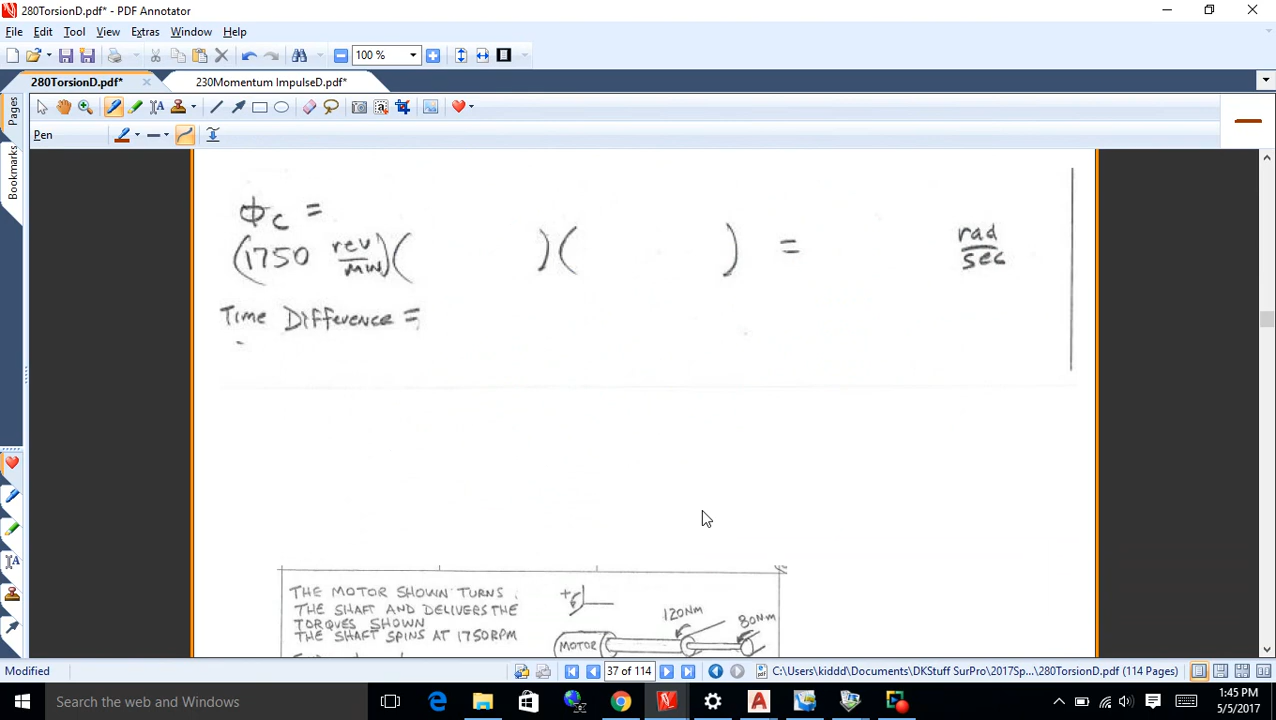 280TorsionD.pdf* - PDF Annotator
File Edit Tool View Extras Window Help
100 %
280TorsionD.pdf* 230Momentum ImpulseD.pdf*
Pages
Bookmarks
Pen
Φc =
(1750 rev/min)( )( ) = rad/sec
Time Difference =
THE MOTOR SHOWN TURNS
THE SHAFT AND DELIVERS THE
TORQUES SHOWN
THE SHAFT SPINS AT 1750 RPM
+
120NM
80N-M
MOTOR
Modified
37 of 114
C:\Users\kiddd\Documents\DKStuff SurPro\2017Sp...\280TorsionD.pdf (114 Pages)
Search the web and Windows
1:45 PM
5/5/2017